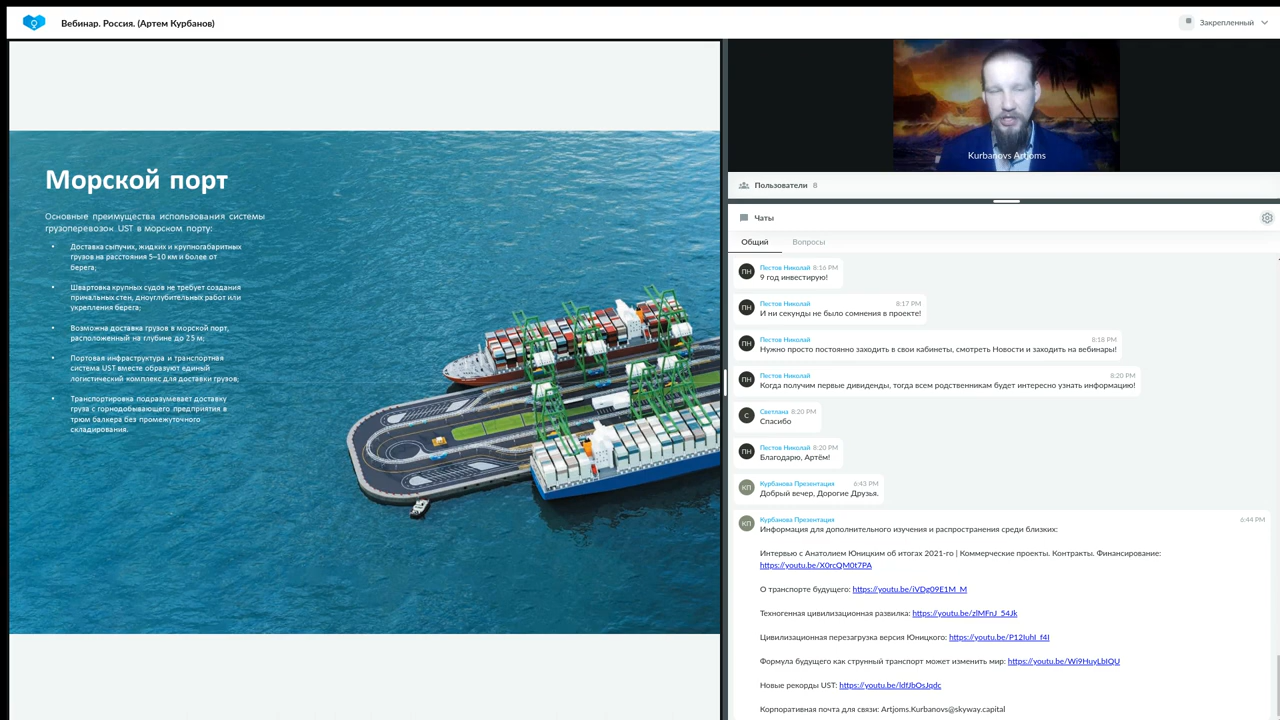 Вебинар. Россия. (Артем Курбанов)
Закрепленный
Морской порт
Основные преимущества использования системы
грузоперевозок UST в морском порту:
• Доставка сыпучих, жидких и крупногабаритных
грузов на расстояния 5–10 км и более от
берега;
• Швартовка крупных судов не требует создания
причальных стен, дноуглубительных работ или
укрепления берега;
• Возможна доставка грузов в морской порт,
расположенный на глубине до 25 м;
• Портовая инфраструктура и транспортная
система UST вместе образуют единый
логистический комплекс для доставки грузов;
• Транспортировка подразумевает доставку
груза с горнодобывающего предприятия в
трюм балкера без промежуточного
складирования.
Kurbanovs Artjoms
Пользователи 8
Чаты
Общий Вопросы
ПН Пестов Николай 8:16 PM
9 год инвестирую!
ПН Пестов Николай 8:17 PM
И ни секунды не было сомнения в проекте!
ПН Пестов Николай 8:18 PM
Нужно просто постоянно заходить в свои кабинеты, смотреть Новости и заходить на вебинары!
ПН Пестов Николай 8:20 PM
Когда получим первые дивиденды, тогда всем родственникам будет интересно узнать информацию!
С Светлана 8:20 PM
Спасибо
ПН Пестов Николай 8:20 PM
Благодарю, Артём!
КП Курбанова Презентация 6:43 PM
Добрый вечер, Дорогие Друзья.
КП Курбанова Презентация 6:44 PM
Информация для дополнительного изучения и распространения среди близких:
Интервью с Анатолием Юницким об итогах 2021-го | Коммерческие проекты. Контракты. Финансирование:
https://youtu.be/X0rcQM0t7PA
О транспорте будущего: https://youtu.be/iVDg09E1M_M
Техногенная цивилизационная развилка: https://youtu.be/zlMFnJ_54Jk
Цивилизационная перезагрузка версия Юницкого: https://youtu.be/P12IuhI_f4I
Формула будущего как струнный транспорт может изменить мир: https://youtu.be/Wi9HuyLbIQU
Новые рекорды UST: https://youtu.be/ldfJbOsJqdc
Корпоративная почта для связи: Artjoms.Kurbanovs@skyway.capital